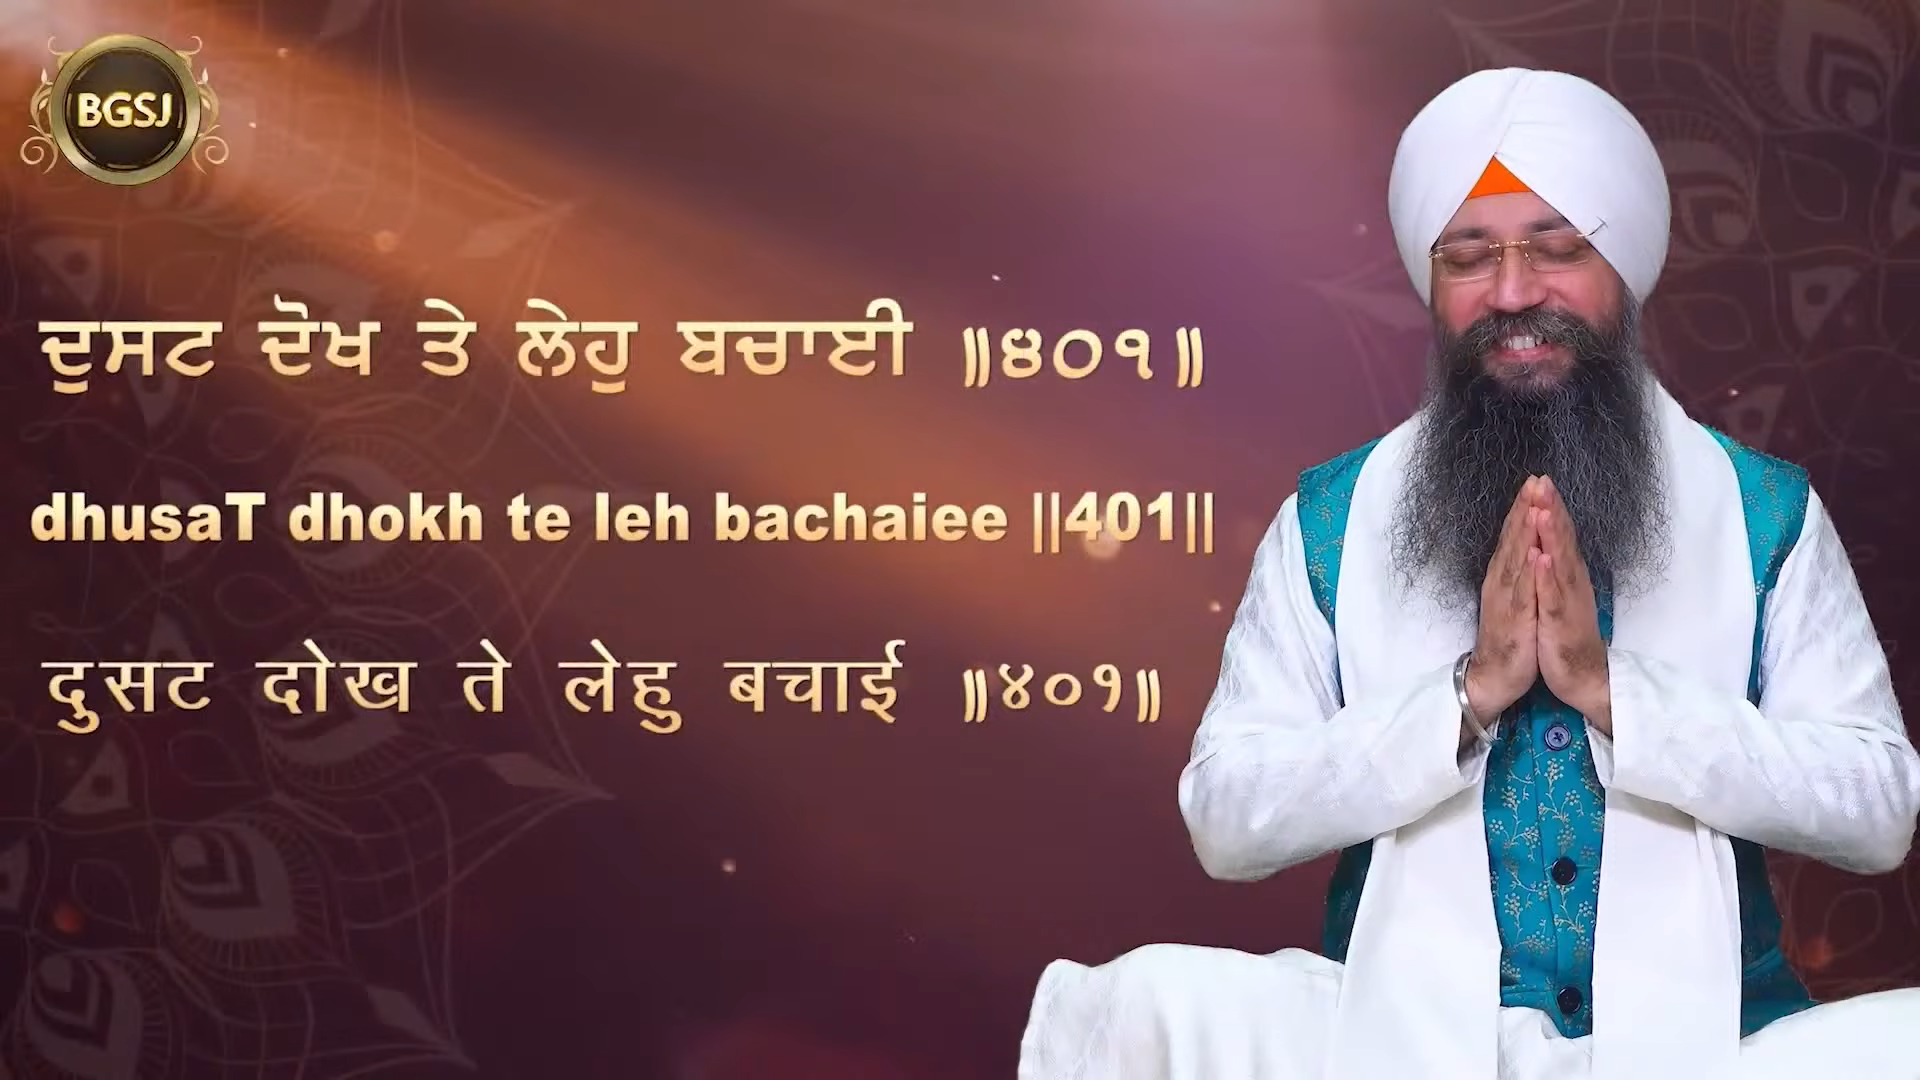 BGSJ
ਦੁਸਟ ਦੋਖ ਤੇ ਲੇਹੁ ਬਚਾਈ ॥੪੦੧॥
dhusaT dhokh te leh bachaiee ||401||
दुसट दोख ते लेहु बचाई ॥४०१॥